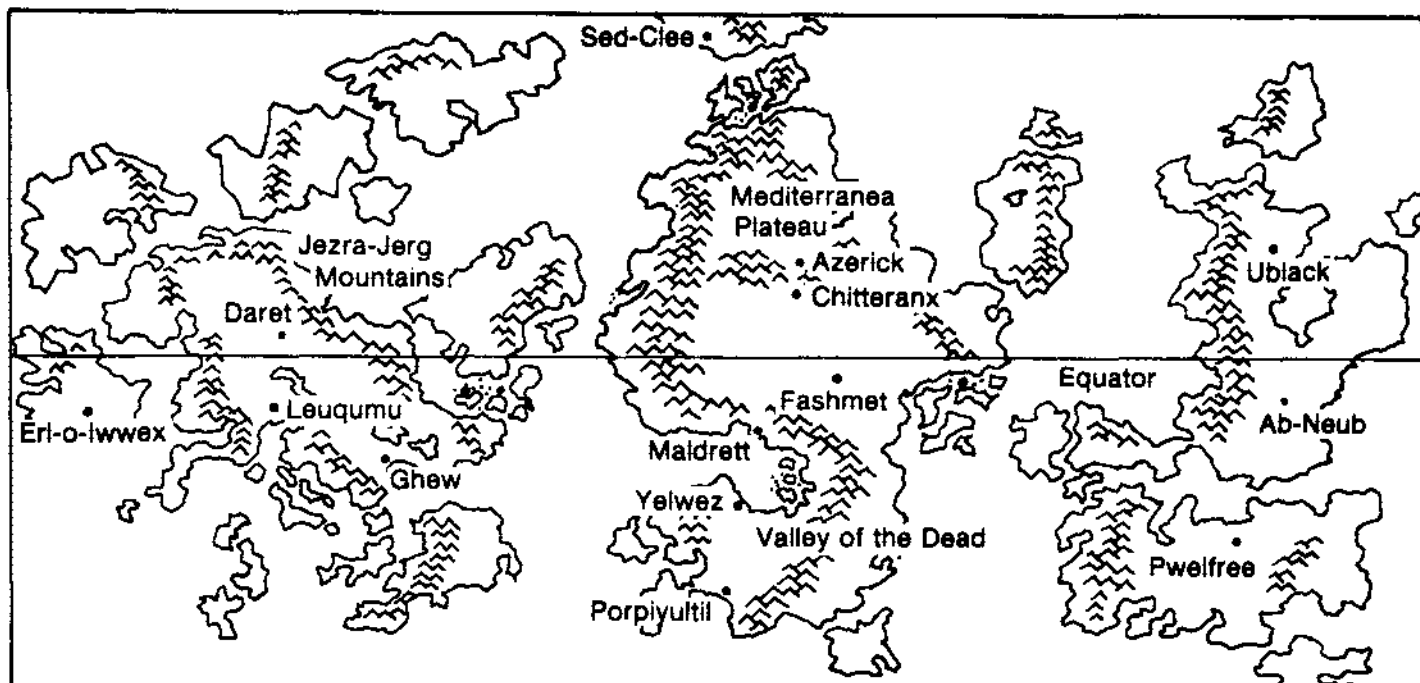 Sed-Clee
Mediterranea
Plateau
Jezra-Jerg
Mountains
Azerick
Ublack
Chitteranx
Daret
Equator
Fashmet
Leuqumu
Erl-o-Iwwex
Ab-Neub
Maldrett
Ghew
Yelwez
Valley of the Dead
Pwelfree
Porpiyultil